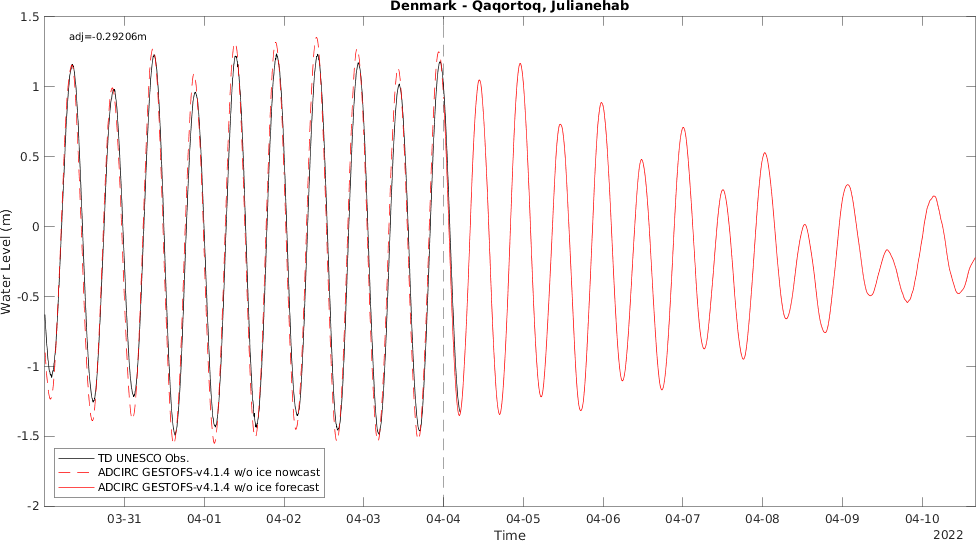 Denmark - Qaqortoq, Julianehab
adj=-0.29206m
1.5
1
0.5
0
-0.5
-1
-1.5
-2
Water Level (m)
TD UNESCO Obs.
ADCIRC GESTOFS-v4.1.4 w/o ice nowcast
ADCIRC GESTOFS-v4.1.4 w/o ice forecast
03-31 04-01 04-02 04-03 04-04 04-05 04-06 04-07 04-08 04-09 04-10
Time
2022